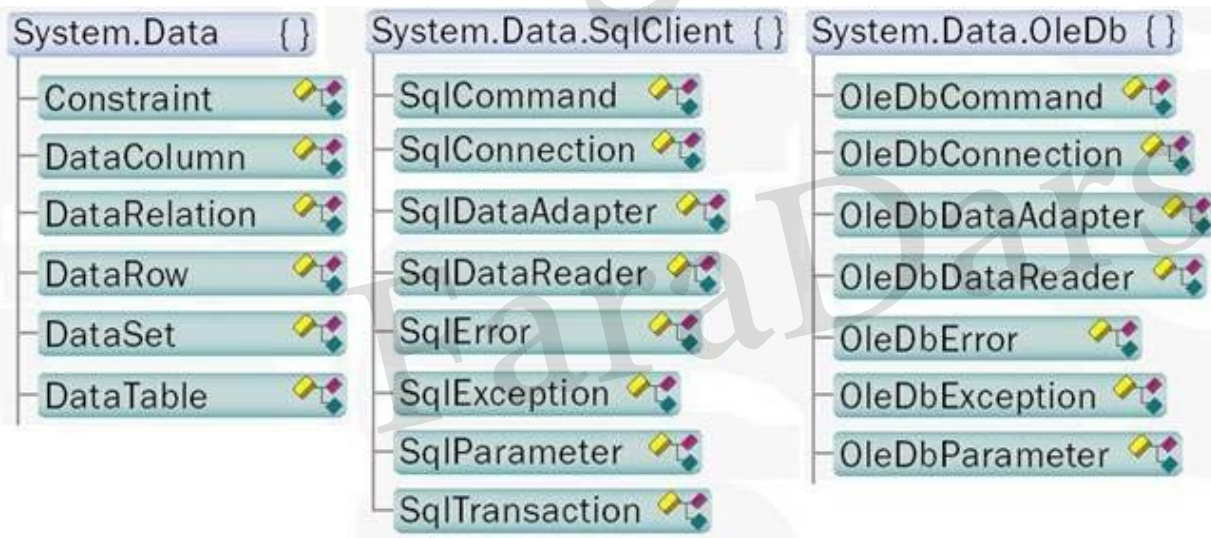 System.Data { }
Constraint
DataColumn
DataRelation
DataRow
DataSet
DataTable
System.Data.SqlClient { }
SqlCommand
SqlConnection
SqlDataAdapter
SqlDataReader
SqlError
SqlException
SqlParameter
SqlTransaction
System.Data.OleDb { }
OleDbCommand
OleDbConnection
OleDbDataAdapter
OleDbDataReader
OleDbError
OleDbException
OleDbParameter
FaraDars